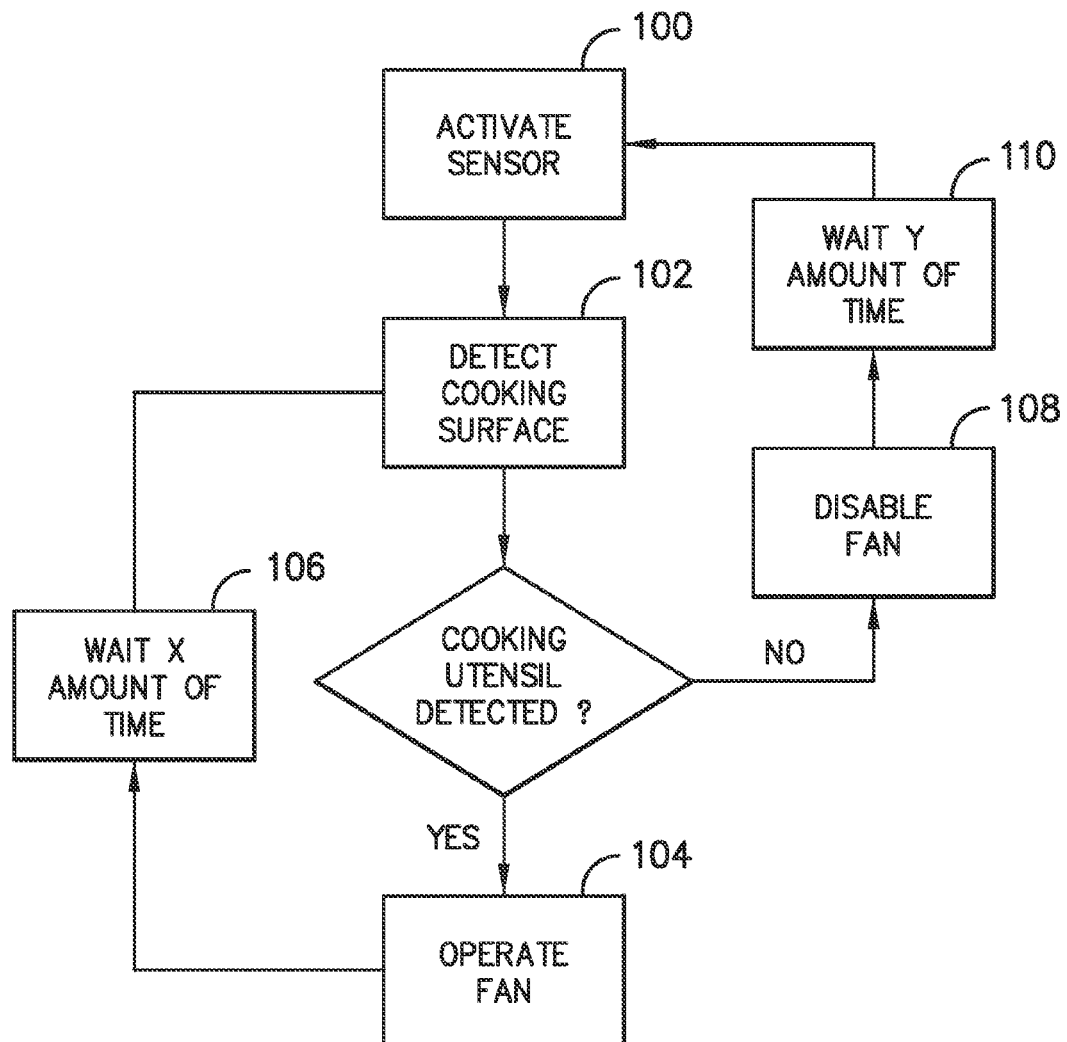 100
ACTIVATE
SENSOR
110
WAIT Y
AMOUNT OF
TIME
102
DETECT
COOKING
SURFACE
108
DISABLE
FAN
106
WAIT X
AMOUNT OF
TIME
COOKING
UTENSIL
DETECTED ?
NO
YES
104
OPERATE
FAN